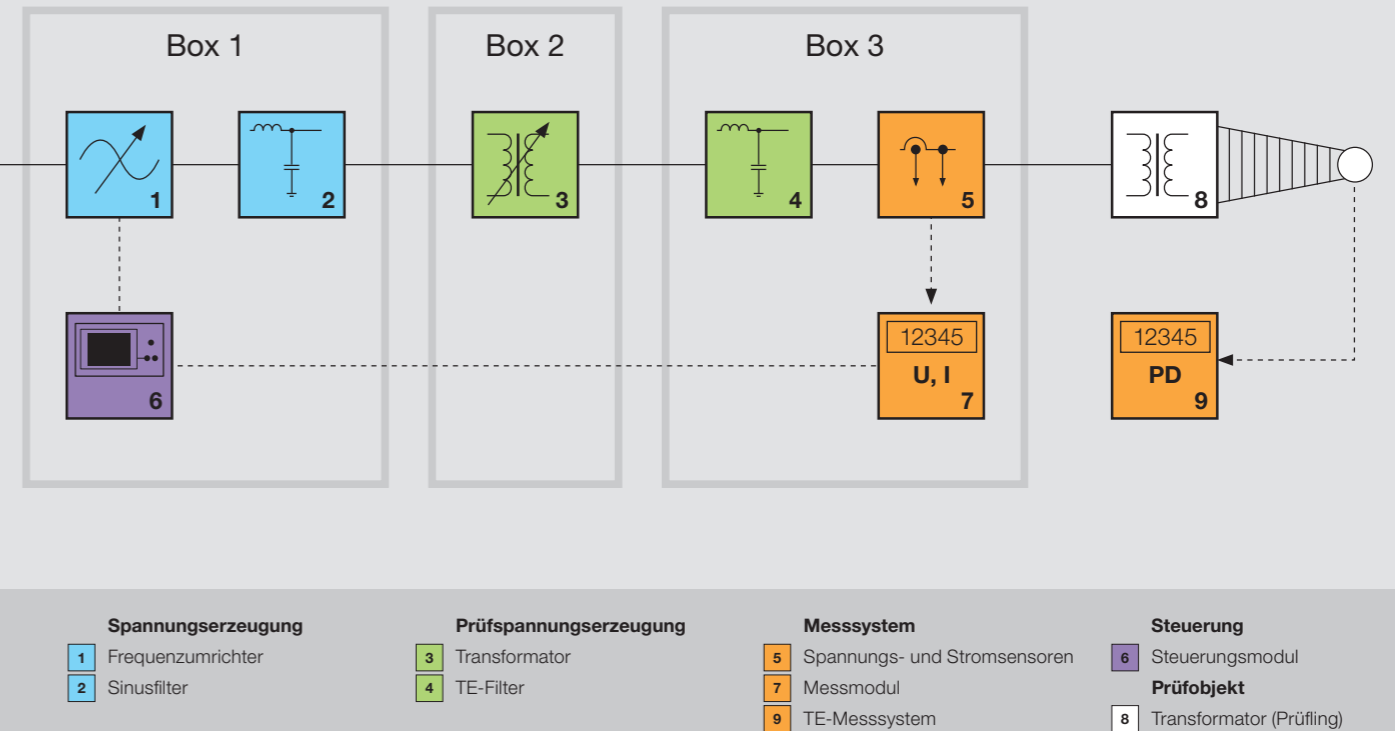 Box 1
Box 2
Box 3
1
2
3
4
5
8
12345
U, I
7
12345
PD
9
6
Spannungserzeugung
1 Frequenzumrichter
2 Sinusfilter
Prüfspannungserzeugung
3 Transformator
4 TE-Filter
Messsystem
5 Spannungs- und Stromsensoren
7 Messmodul
9 TE-Messsystem
Steuerung
6 Steuerungsmodul
Prüfobjekt
8 Transformator (Prüfling)